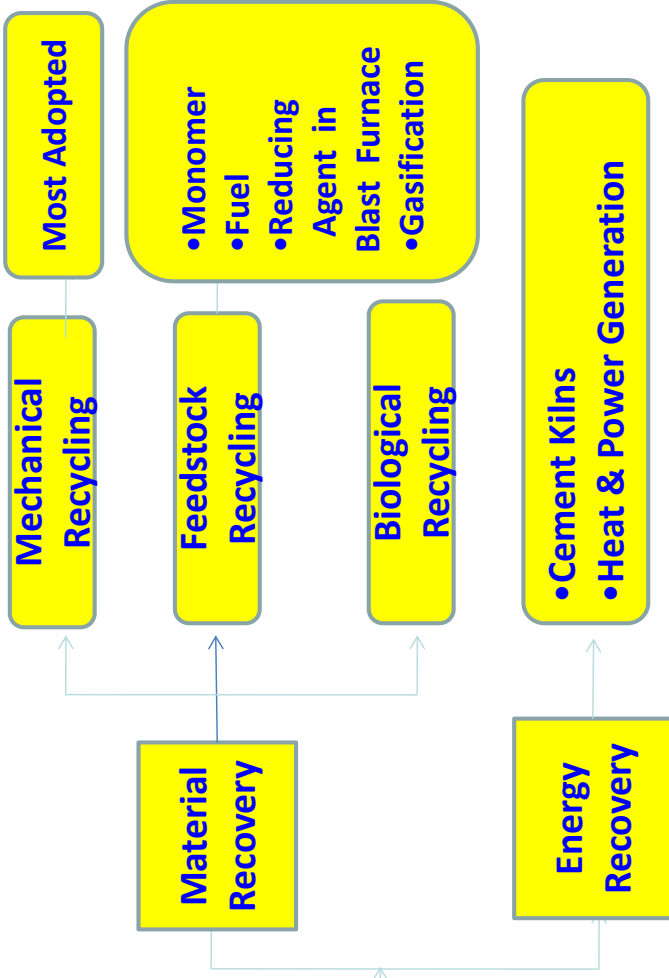 Material
Recovery
Mechanical
Recycling
Most Adopted
Feedstock
Recycling
•Monomer
•Fuel
•Reducing
Agent in
Blast Furnace
•Gasification
Biological
Recycling
Energy
Recovery
•Cement Kilns
•Heat & Power Generation